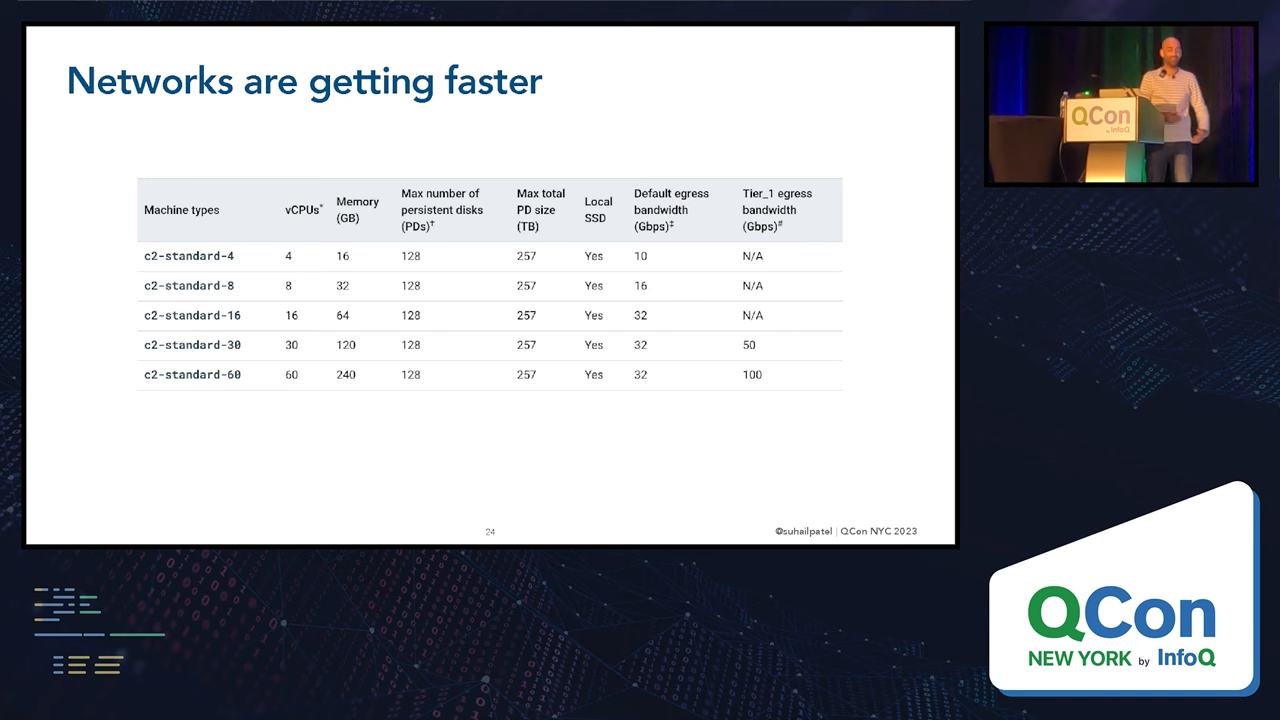 Networks are getting faster
Machine types vCPUs* Memory (GB) Max number of persistent disks (PDs)† Max total PD size (TB) Local SSD Default egress bandwidth (Gbps)‡ Tier_1 egress bandwidth (Gbps)#
c2-standard-4 4 16 128 257 Yes 10 N/A
c2-standard-8 8 32 128 257 Yes 16 N/A
c2-standard-16 16 64 128 257 Yes 32 N/A
c2-standard-30 30 120 128 257 Yes 32 50
c2-standard-60 60 240 128 257 Yes 32 100
24
@suhailpatel | QCon NYC 2023
QCon
by InfoQ
QCon
NEW YORK by InfoQ